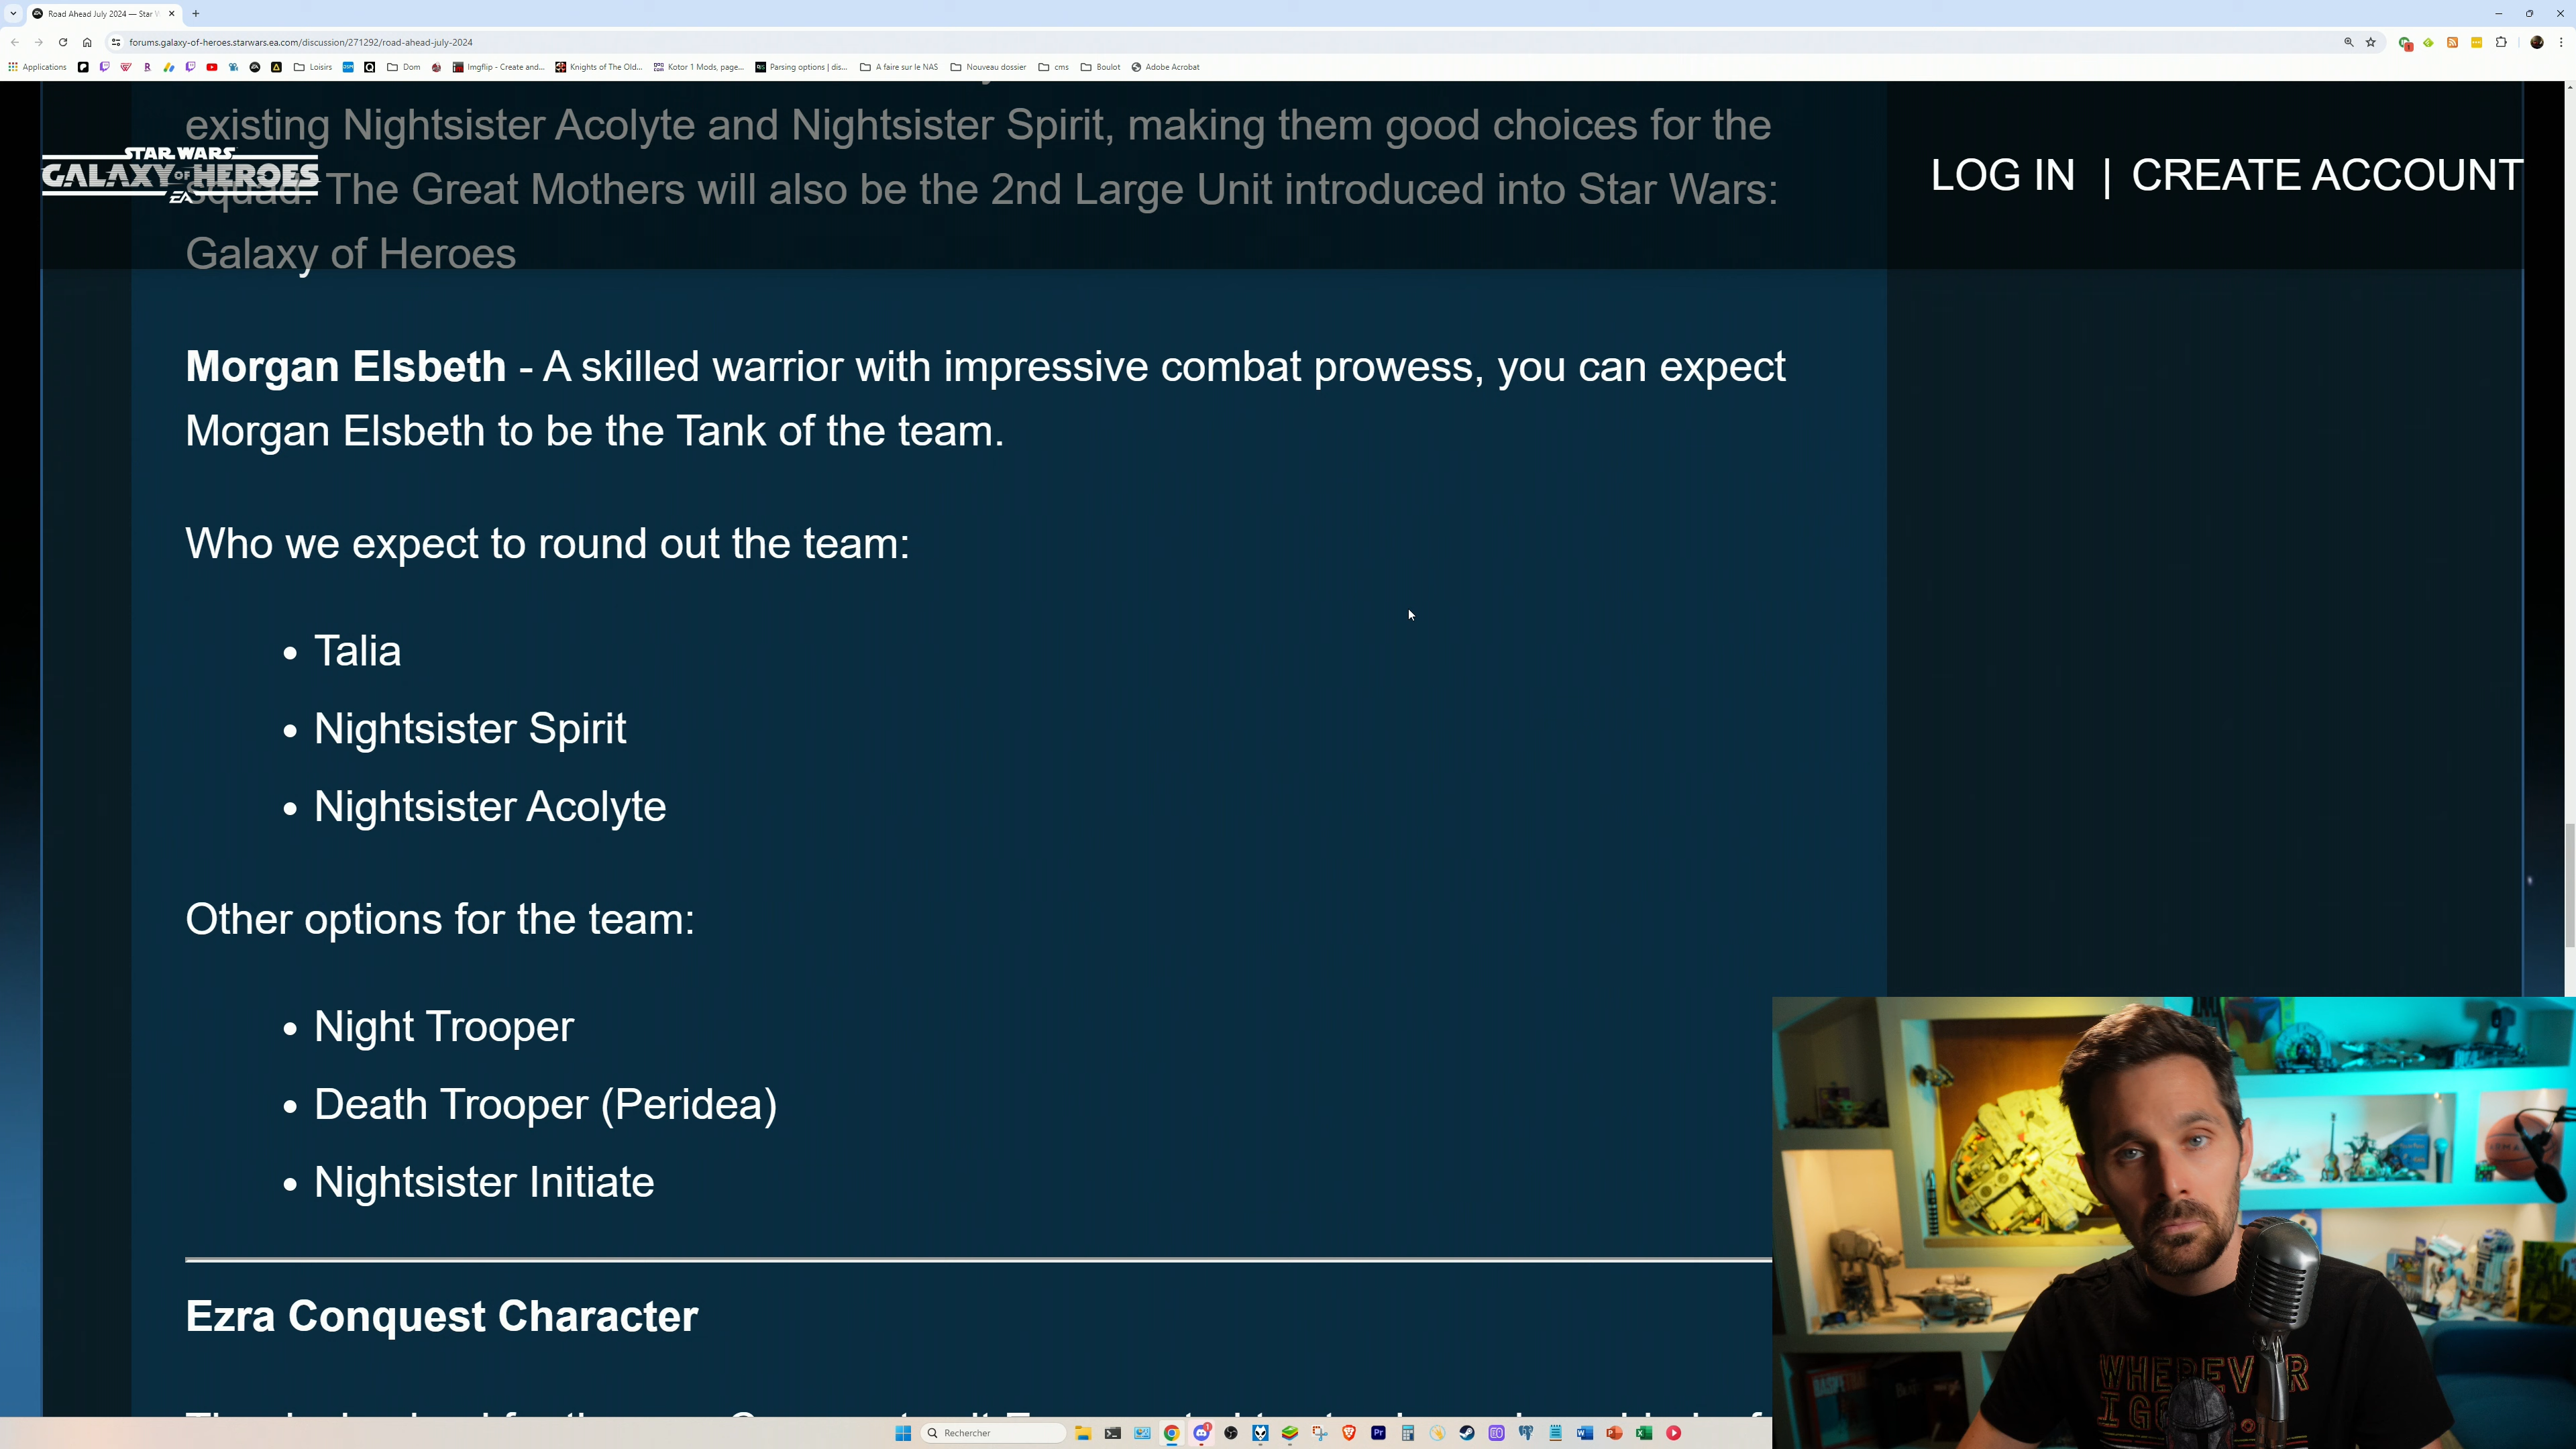 Road Ahead July 2024 — Star W
forums.galaxy-of-heroes.starwars.ea.com/discussion/271292/road-ahead-july-2024
Applications Loisirs Dom Imgflip - Create and... Knights of The Old... Kotor 1 Mods, page... Parsing options | dis... A faire sur le NAS Nouveau dossier cms Boulot Adobe Acrobat
existing Nightsister Acolyte and Nightsister Spirit, making them good choices for the
STAR WARS
GALAXY OF HEROES
EA
LOG IN | CREATE ACCOUNT
squad. The Great Mothers will also be the 2nd Large Unit introduced into Star Wars:
Galaxy of Heroes
Morgan Elsbeth - A skilled warrior with impressive combat prowess, you can expect
Morgan Elsbeth to be the Tank of the team.
Who we expect to round out the team:
• Talia
• Nightsister Spirit
• Nightsister Acolyte
Other options for the team:
• Night Trooper
• Death Trooper (Peridea)
• Nightsister Initiate
Ezra Conquest Character
WHEREVER
I GO
Rechercher